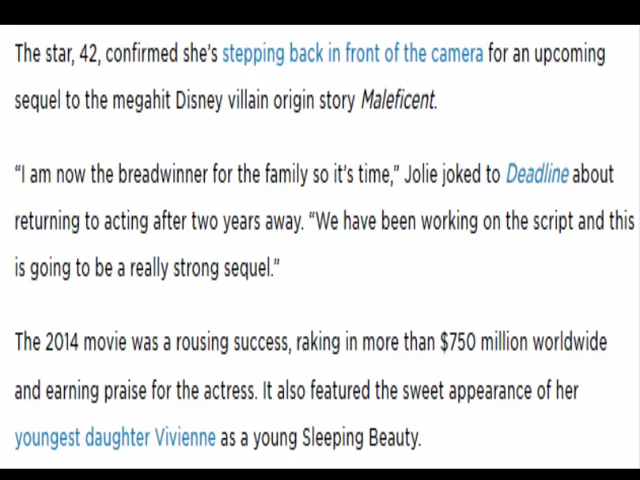 The star, 42, confirmed she's stepping back in front of the camera for an upcoming
sequel to the megahit Disney villain origin story Maleficent.
“I am now the breadwinner for the family so it's time,” Jolie joked to Deadline about
returning to acting after two years away. “We have been working on the script and this
is going to be a really strong sequel.”
The 2014 movie was a rousing success, raking in more than $750 million worldwide
and earning praise for the actress. It also featured the sweet appearance of her
youngest daughter Vivienne as a young Sleeping Beauty.